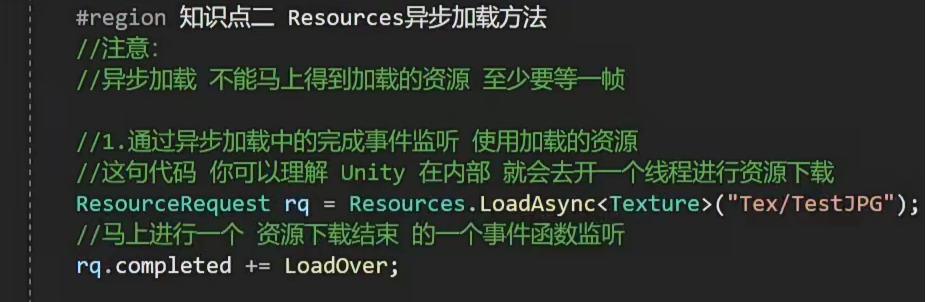 #region 知识点二 Resources异步加载方法
//注意：
//异步加载 不能马上得到加载的资源 至少要等一帧
//1.通过异步加载中的完成事件监听 使用加载的资源
//这句代码 你可以理解 Unity 在内部 就会去开一个线程进行资源下载
ResourceRequest rq = Resources.LoadAsync<Texture>("Tex/TestJPG");
//马上进行一个 资源下载结束 的一个事件函数监听
rq.completed += LoadOver;